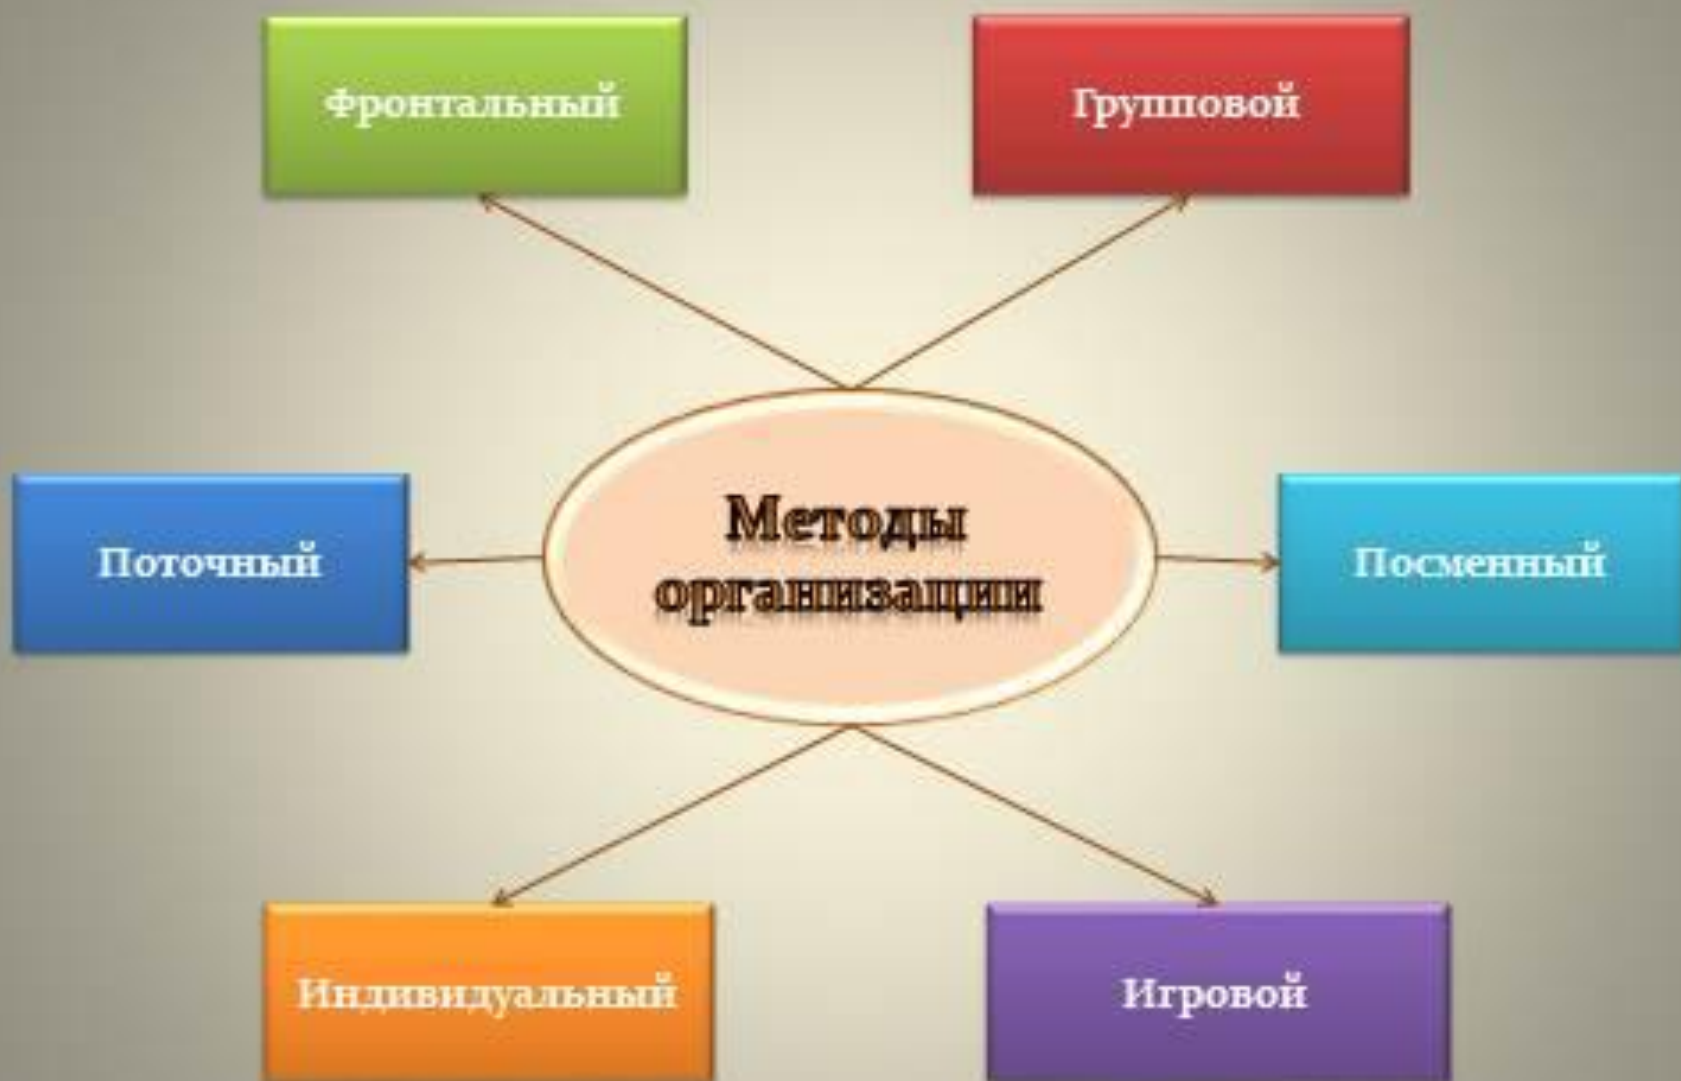 Фронтальный
Групповой
Методы
организации
Поточный
Посменный
Индивидуальный
Игровой